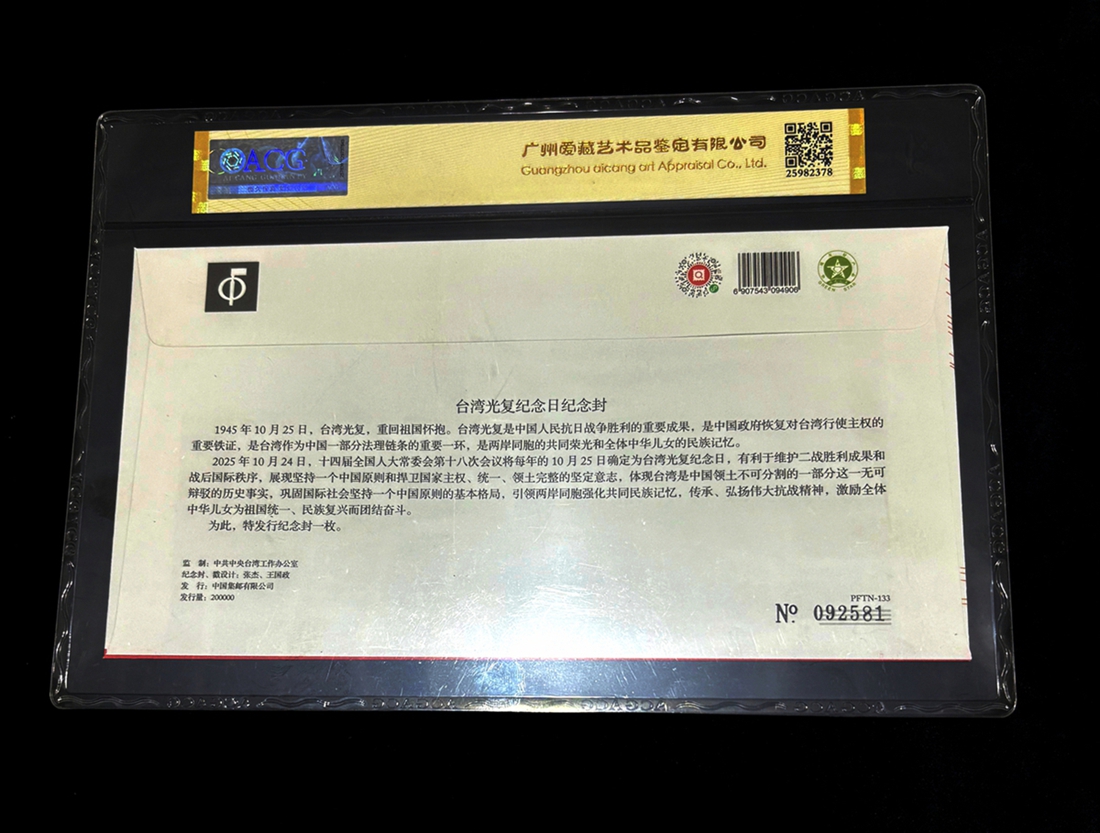 ACG
广州爱藏艺术品鉴定有限公司
Guangzhou aicang art Appraisal Co., Ltd.
25982378
6 907543 094906
台湾光复纪念日纪念封
1945 年 10 月 25 日，台湾光复，重回祖国怀抱。台湾光复是中国人民抗日战争胜利的重要成果，是中国政府恢复对台湾行使主权的
重要铁证，是台湾作为中国一部分法理链条的重要一环，是两岸同胞的共同荣光和全体中华儿女的民族记忆。
2025 年 10 月 24 日，十四届全国人大常委会第十八次会议将每年的 10 月 25 日确定为台湾光复纪念日，有利于维护二战胜利成果和
战后国际秩序，展现坚持一个中国原则和捍卫国家主权、统一、领土完整的坚定意志，体现台湾是中国领土不可分割的一部分这一无可
辩驳的历史事实，巩固国际社会坚持一个中国原则的基本格局，引领两岸同胞强化共同民族记忆，传承、弘扬伟大抗战精神，激励全体
中华儿女为祖国统一、民族复兴而团结奋斗。
为此，特发行纪念封一枚。
监　制：中共中央台湾工作办公室
纪念封、戳设计：张杰、王国政
发　行：中国集邮有限公司
发行量：200000
PFTN-133
№ 092581